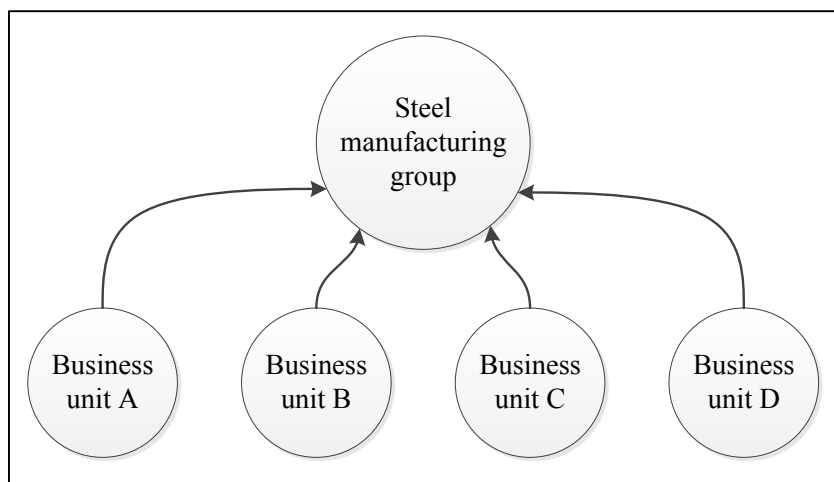 Steel
manufacturing
group
Business
unit A
Business
unit B
Business
unit C
Business
unit D